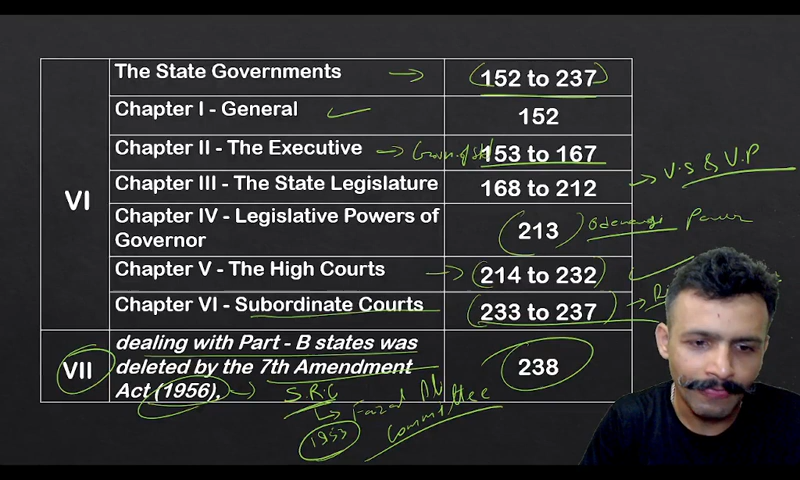 The State Governments → (152 to 237)
Chapter I - General 152
Chapter II - The Executive → 153 to 167
V.S & V.P
Chapter III - The State Legislature 168 to 212
VI
Chapter IV - Legislative Powers of
Governor
(213) Power
Chapter V - The High Courts → (214 to 232)
Chapter VI - Subordinate Courts (233 to 237) →
dealing with Part - B states was
VII deleted by the 7th Amendment 238
Act (1956). →
S.R.C
Fazal Ali
1953 Committee